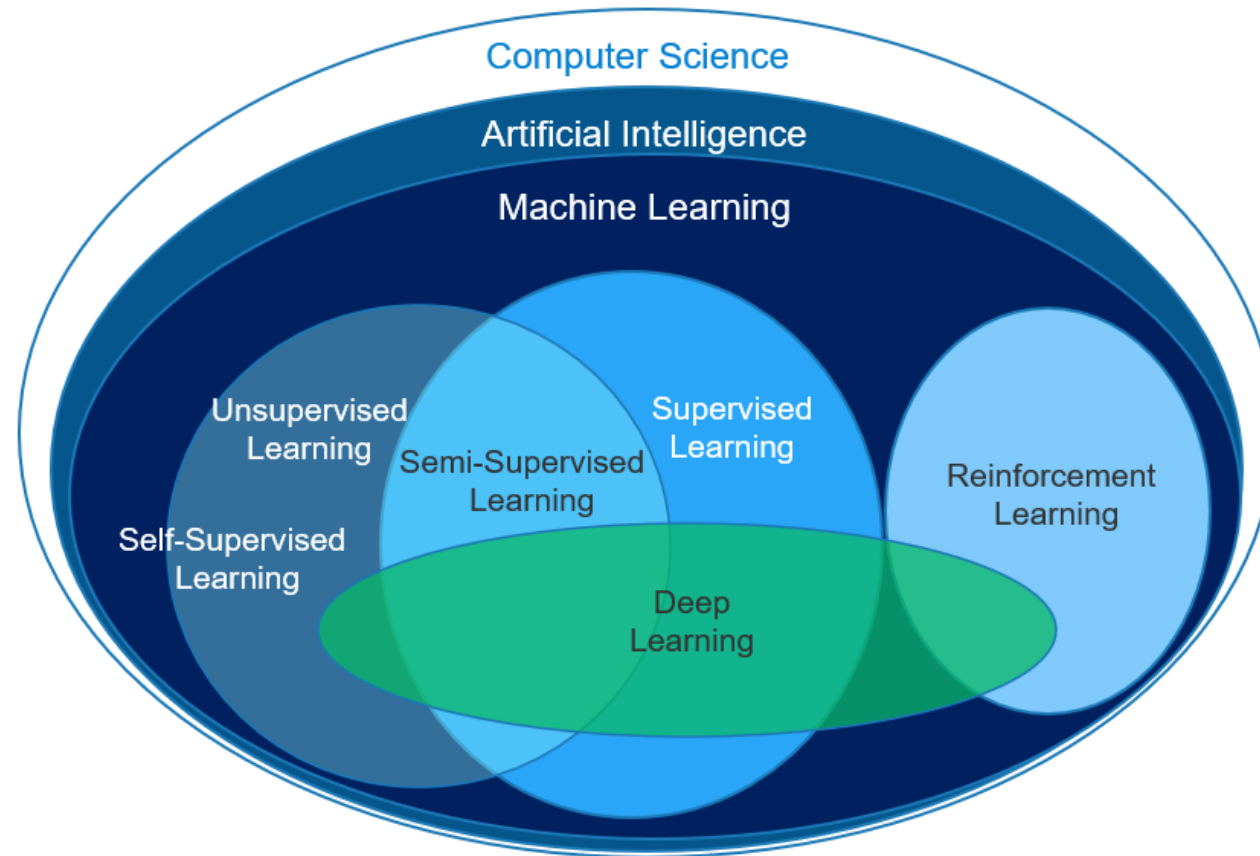 Computer Science
Artificial Intelligence
Machine Learning
Unsupervised
Learning
Semi-Supervised
Learning
Supervised
Learning
Reinforcement
Learning
Self-Supervised
Learning
Deep
Learning